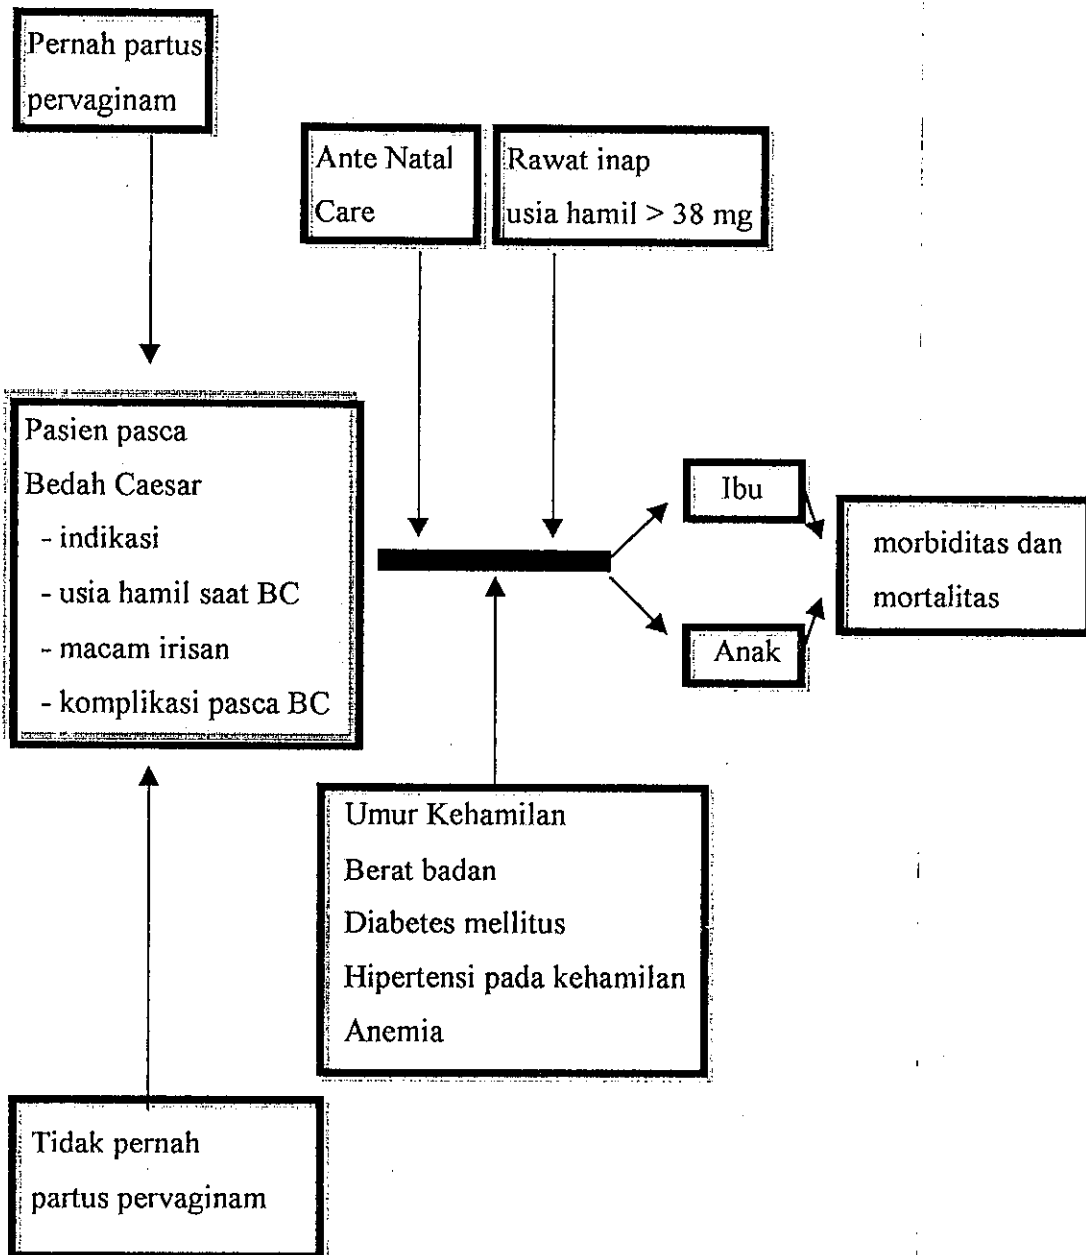 Pernah partus
pervaginam
Ante Natal
Care
Rawat inap
usia hamil > 38 mg
Pasien pasca
Bedah Caesar
- indikasi
- usia hamil saat BC
- macam irisan
- komplikasi pasca BC
Ibu
Anak
morbiditas dan
mortalitas
Umur Kehamilan
Berat badan
Diabetes mellitus
Hipertensi pada kehamilan
Anemia
Tidak pernah
partus pervaginam